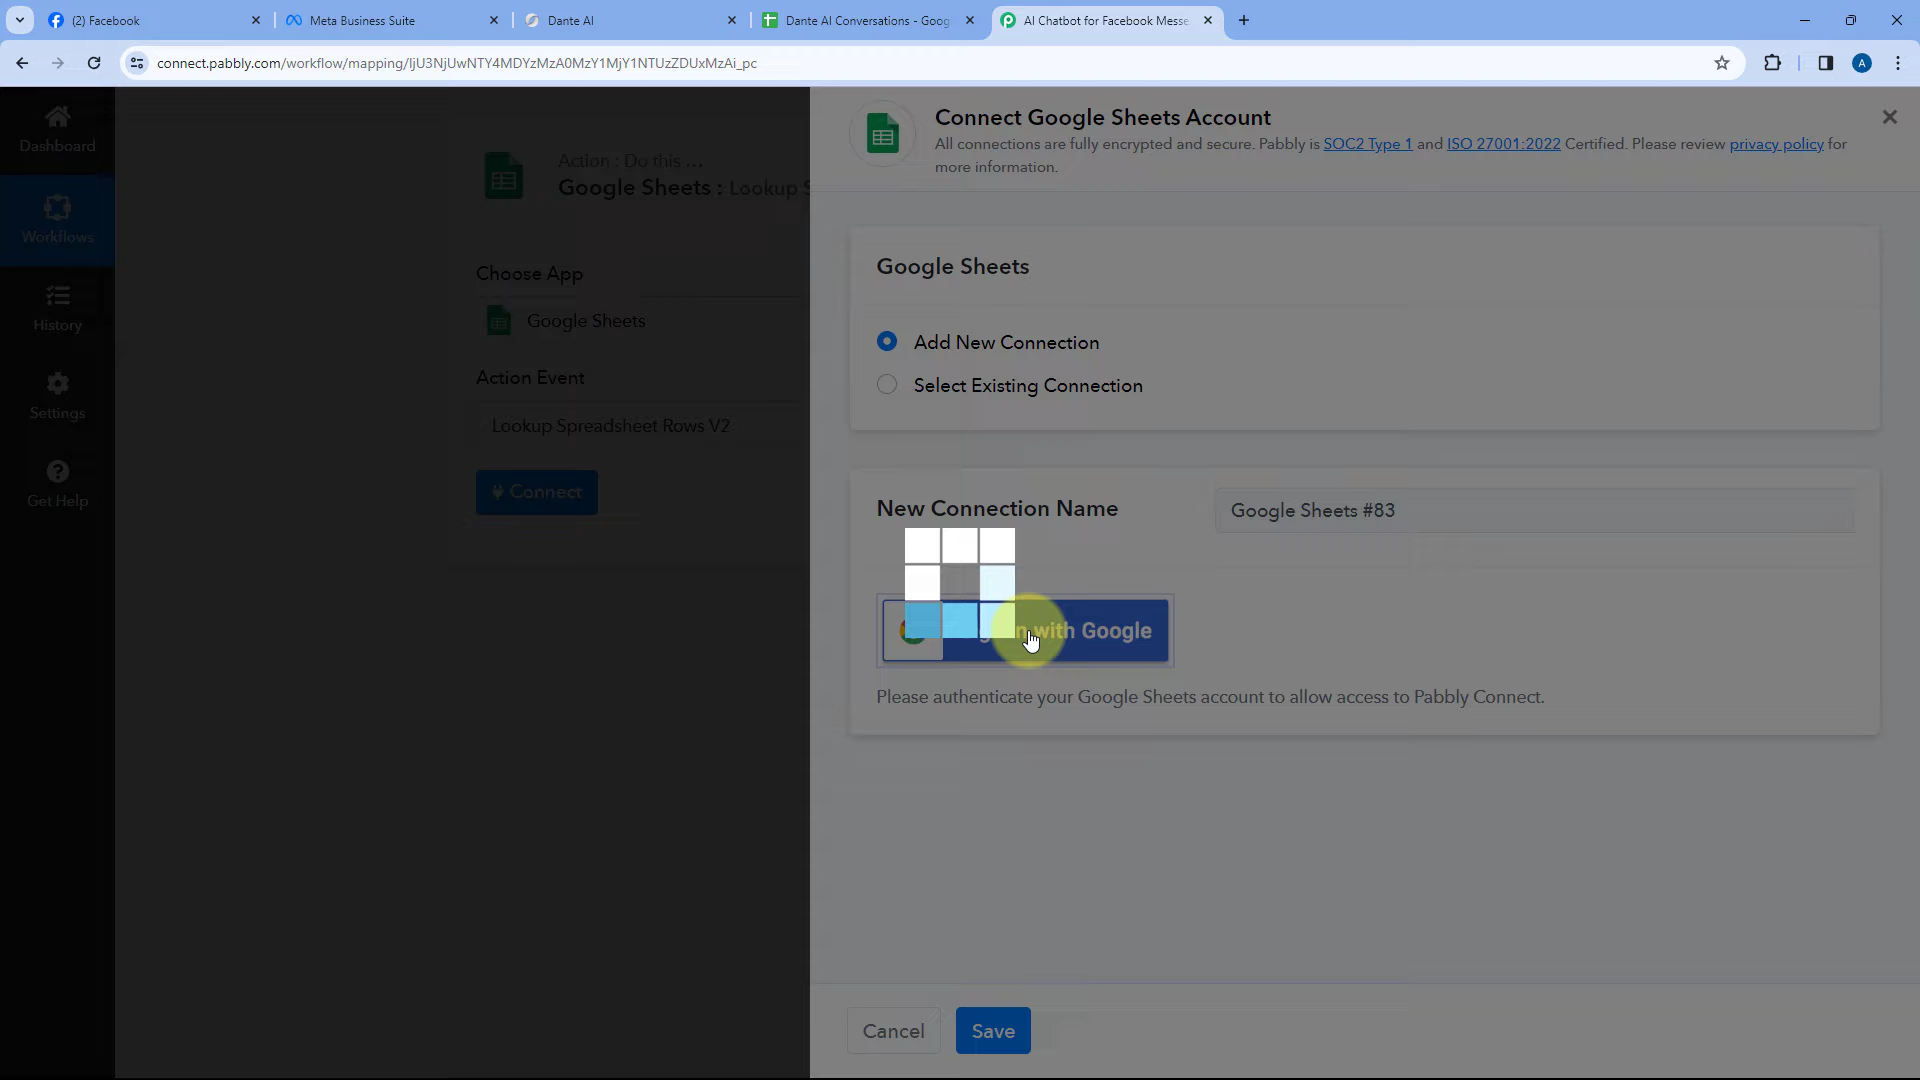 (2) Facebook
Meta Business Suite
Dante AI
Dante AI Conversations - Goog
AI Chatbot for Facebook Messe
connect.pabbly.com/workflow/mapping/IjU3NjUwNTY4MDYzMzA0MzY1MjY1NTUzZDUxMzAi_pc
A
Dashboard
Workflows
History
Settings
Get Help
Action : Do this ...
Google Sheets : Lookup S
Choose App
Google Sheets
Action Event
Lookup Spreadsheet Rows V2
Connect
Connect Google Sheets Account
All connections are fully encrypted and secure. Pabbly is SOC2 Type 1 and ISO 27001:2022 Certified. Please review privacy policy for
more information.
Google Sheets
Add New Connection
Select Existing Connection
New Connection Name
Google Sheets #83
with Google
Please authenticate your Google Sheets account to allow access to Pabbly Connect.
Cancel
Save